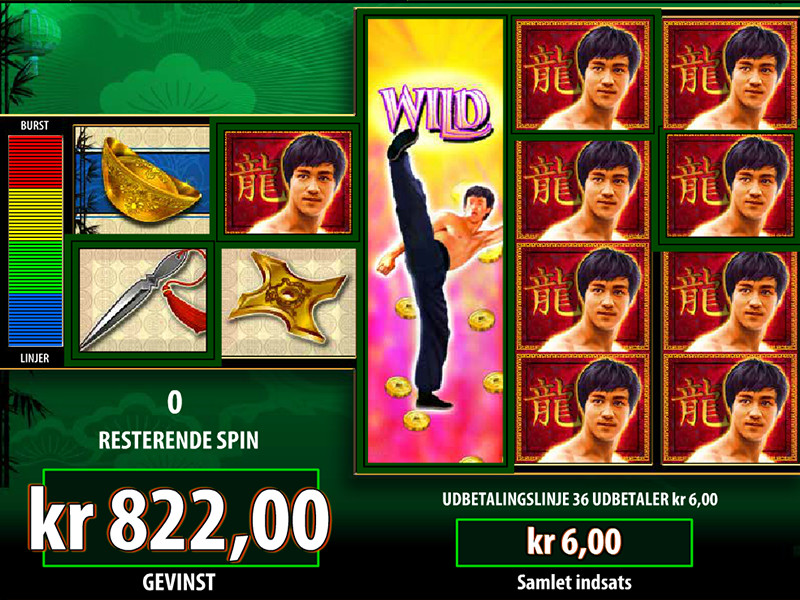 BURST
WILD
龍
龍
龍
龍
龍
龍
龍
龍
龍
LINJER
0
RESTERENDE SPIN
kr 822,00
GEVINST
UDBETALINGSLINJE 36 UDBETALER kr 6,00
kr 6,00
Samlet indsats